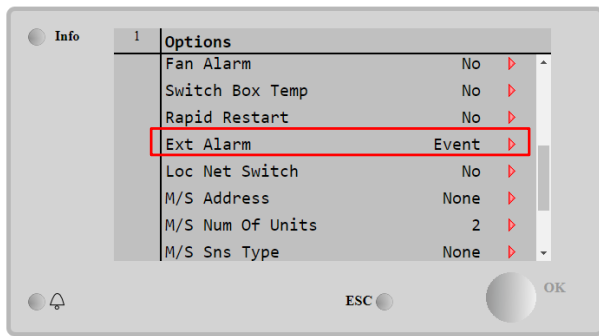 Info
1 Options
Fan Alarm No
Switch Box Temp No
Rapid Restart No
Ext Alarm Event
Loc Net Switch No
M/S Address None
M/S Num Of Units 2
M/S Sns Type None
ESC
OK